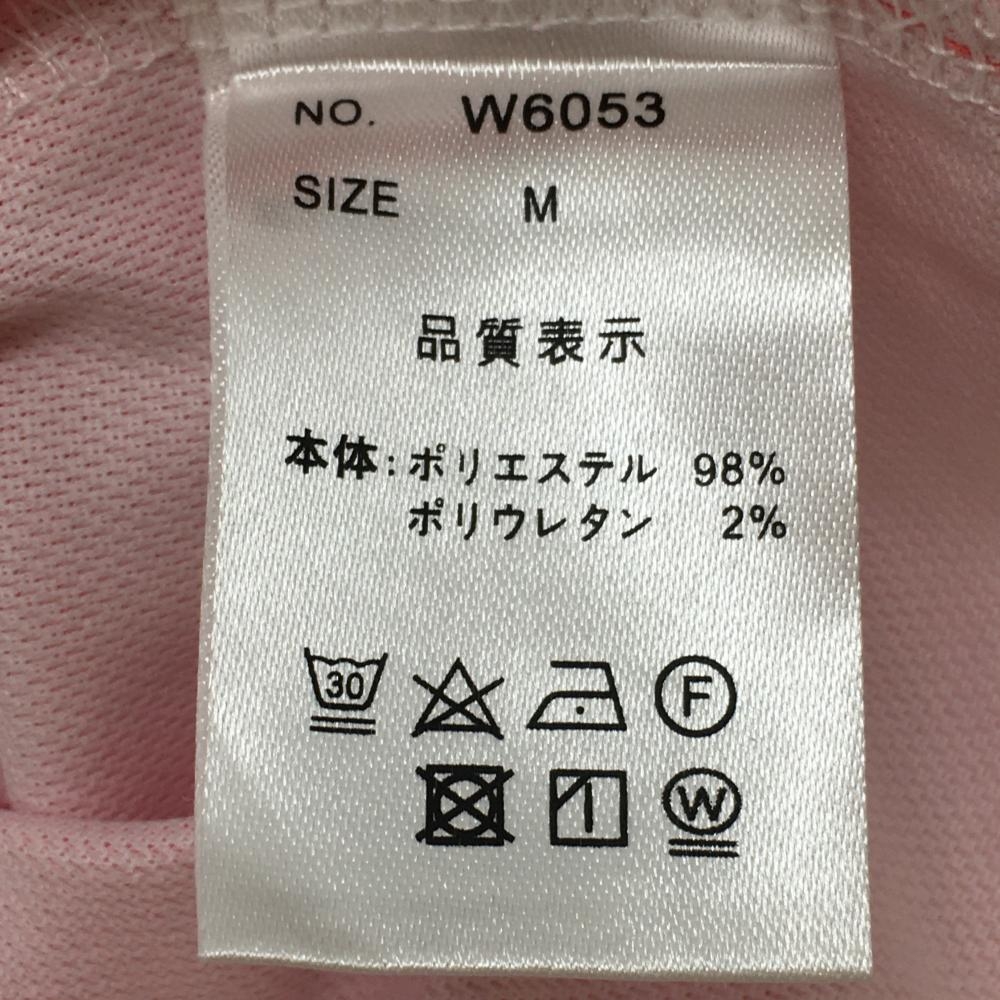 NO. W6053
SIZE M
品質表示
本体:ポリエステル 98%
ポリウレタン 2%
30
F
W